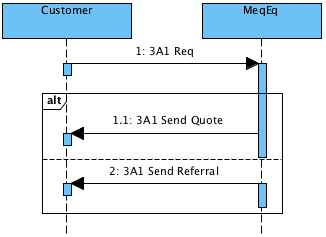 Customer
MeqEq
1: 3A1 Req
alt
1.1: 3A1 Send Quote
2: 3A1 Send Referral